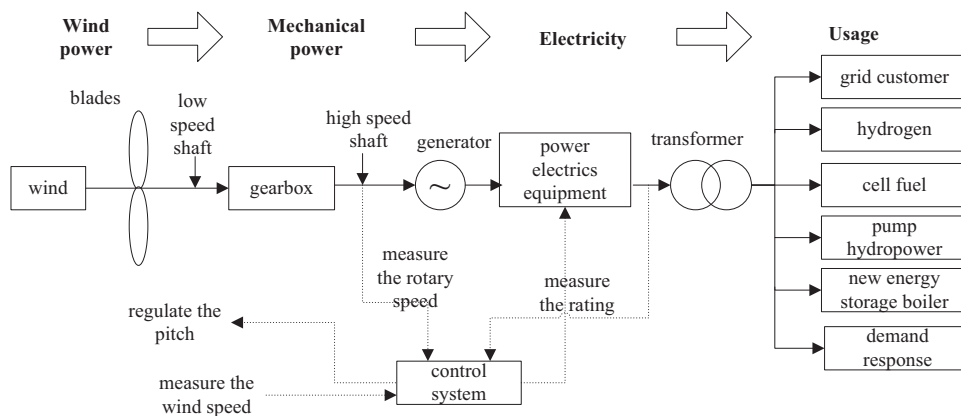 Wind
power
Mechanical
power
Electricity
Usage
blades
low
speed
shaft
high speed
shaft
generator
transformer
wind
gearbox
~
power
electrics
equipment
grid customer
hydrogen
cell fuel
pump
hydropower
new energy
storage boiler
demand
response
measure
the rotary
speed
measure
the rating
regulate the
pitch
measure the
wind speed
control
system